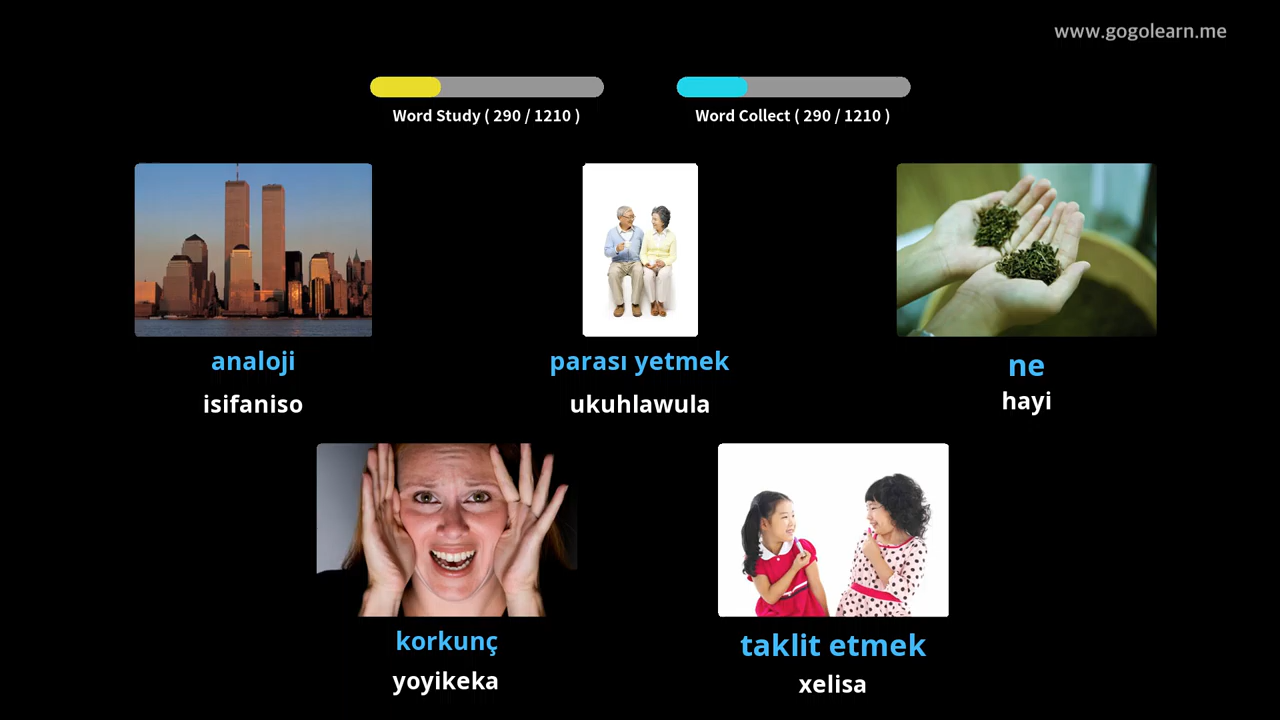 www.gogolearn.me
Word Study ( 290 / 1210 )
Word Collect ( 290 / 1210 )
analoji
isifaniso
parası yetmek
ukuhlawula
ne
hayi
korkunç
yoyikeka
taklit etmek
xelisa